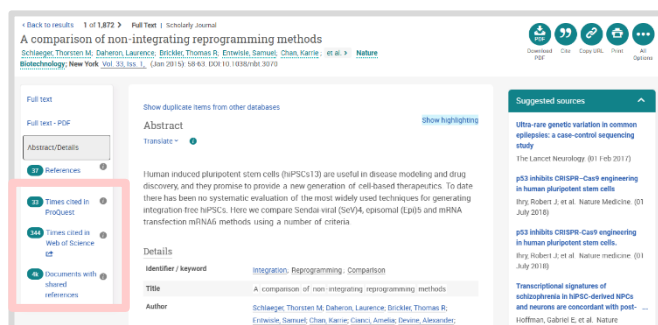 < Back to results 1 of 1,872 > Full Text | Scholarly Journal
A comparison of non-integrating reprogramming methods
Schlaeger, Thorsten M; Daheron, Laurence; Brickler, Thomas R; Entwisle, Samuel; Chan, Karrie; et al. > Nature
Biotechnology; New York Vol. 33, Iss. 1, (Jan 2015): 58-63. DOI:10.1038/nbt.3070
PDF
Download PDF
Cite
Copy URL
Print
All Options
Full text
Full text - PDF
Abstract/Details
37 References
33 Times cited in ProQuest
344 Times cited in Web of Science
4k Documents with shared references
Show duplicate items from other databases
Abstract
Show highlighting
Translate
Human induced pluripotent stem cells (hiPSCs13) are useful in disease modeling and drug
discovery, and they promise to provide a new generation of cell-based therapeutics. To date
there has been no systematic evaluation of the most widely used techniques for generating
integration-free hiPSCs. Here we compare Sendai-viral (SeV)4, episomal (Epi)5 and mRNA
transfection mRNA6 methods using a number of criteria.
Details
Identifier / keyword Integration; Reprogramming; Comparison
Title A comparison of non-integrating reprogramming methods
Author Schlaeger, Thorsten M; Daheron, Laurence; Brickler, Thomas R;
Entwisle, Samuel; Chan, Karrie; Cianci, Amelia; Devine, Alexander;
Suggested sources
Ultra-rare genetic variation in common
epilepsies: a case-control sequencing
study
The Lancet Neurology. (01 Feb 2017)
p53 inhibits CRISPR-Cas9 engineering
in human pluripotent stem cells
Ihry, Robert J; et al. Nature Medicine. (01
July 2018)
p53 inhibits CRISPR-Cas9 engineering
in human pluripotent stem cells.
Ihry, Robert J; et al. Nature medicine. (01
July 2018)
Transcriptional signatures of
schizophrenia in hiPSC-derived NPCs
and neurons are concordant with post- ...
Hoffman, Gabriel E; et al. Nature